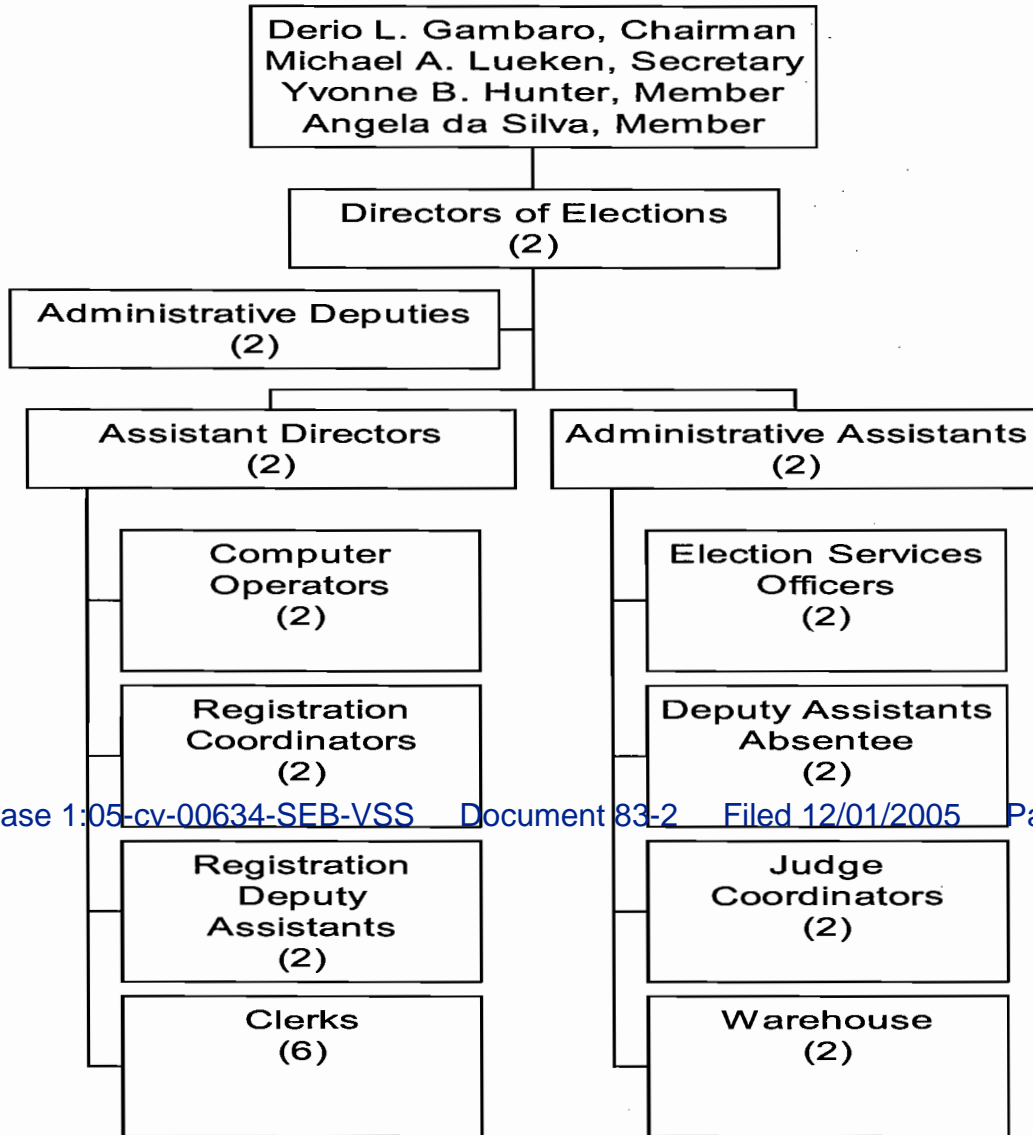 Derio L. Gambaro, Chairman
Michael A. Lueken, Secretary
Yvonne B. Hunter, Member
Angela da Silva, Member
Directors of Elections
(2)
Administrative Deputies
(2)
Assistant Directors
(2)
Administrative Assistants
(2)
Computer
Operators
(2)
Registration
Coordinators
(2)
Registration
Deputy
Assistants
(2)
Clerks
(6)
Election Services
Officers
(2)
Deputy Assistants
Absentee
(2)
Judge
Coordinators
(2)
Warehouse
(2)
ase 1:05-cv-00634-SEB-VSS Document 83-2 Filed 12/01/2005 Pa